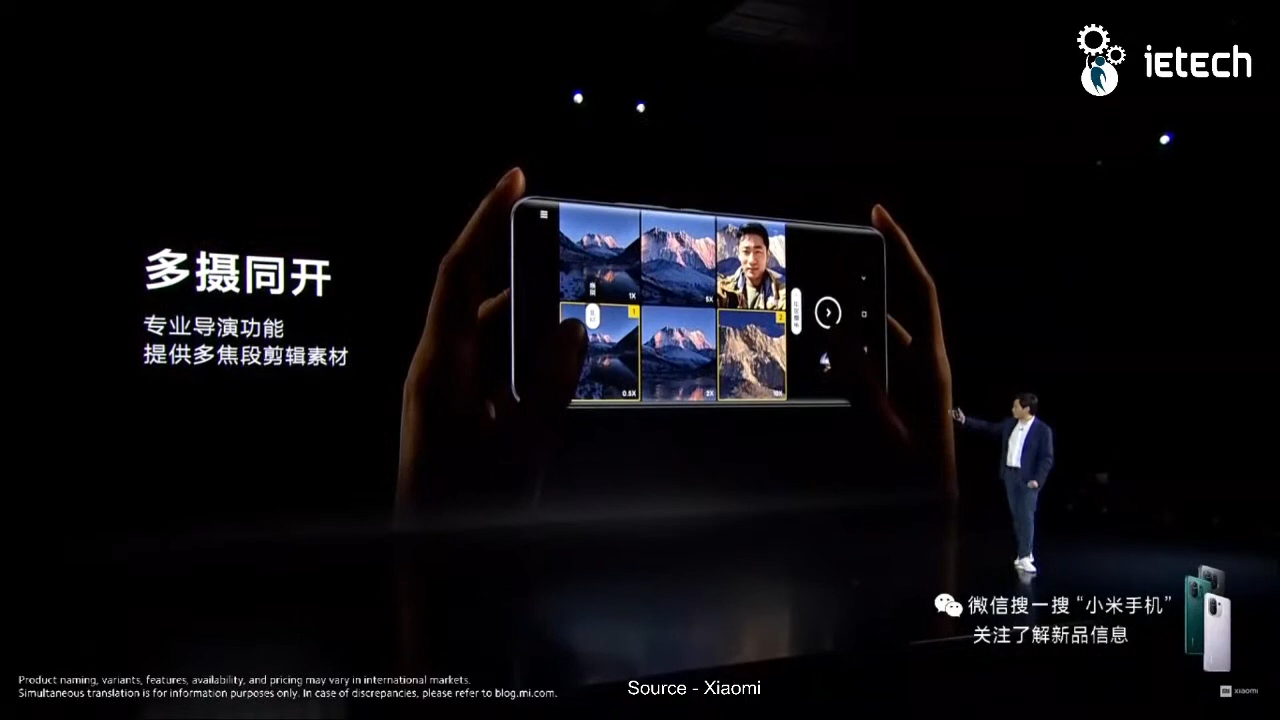 ietech
多摄同开
专业导演功能
提供多焦段剪辑素材
1X
5X
1
2
0.5X
2X
10X
微信搜一搜 “小米手机”
关注了解新品信息
Product naming, variants, features, availability, and pricing may vary in international markets.
Simultaneous translation is for information purposes only. In case of discrepancies, please refer to blog.mi.com.
Source - Xiaomi
mi xiaomi